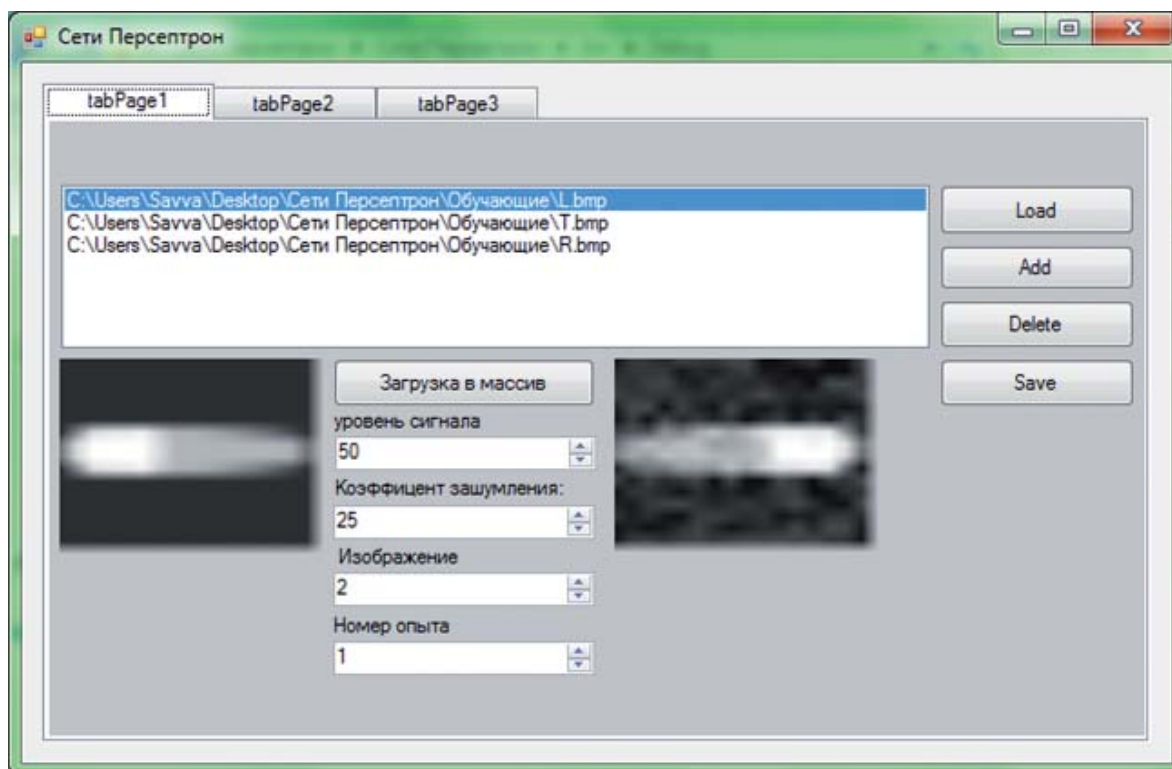 Сети Персептрон
tabPage1 tabPage2 tabPage3
C:\Users\Savva\Desktop\Сети Персептрон\Обучающие\L.bmp
C:\Users\Savva\Desktop\Сети Персептрон\Обучающие\T.bmp
C:\Users\Savva\Desktop\Сети Персептрон\Обучающие\R.bmp
Load
Add
Delete
Save
Загрузка в массив
уровень сигнала
50
Коэффицент зашумления:
25
Изображение
2
Номер опыта
1